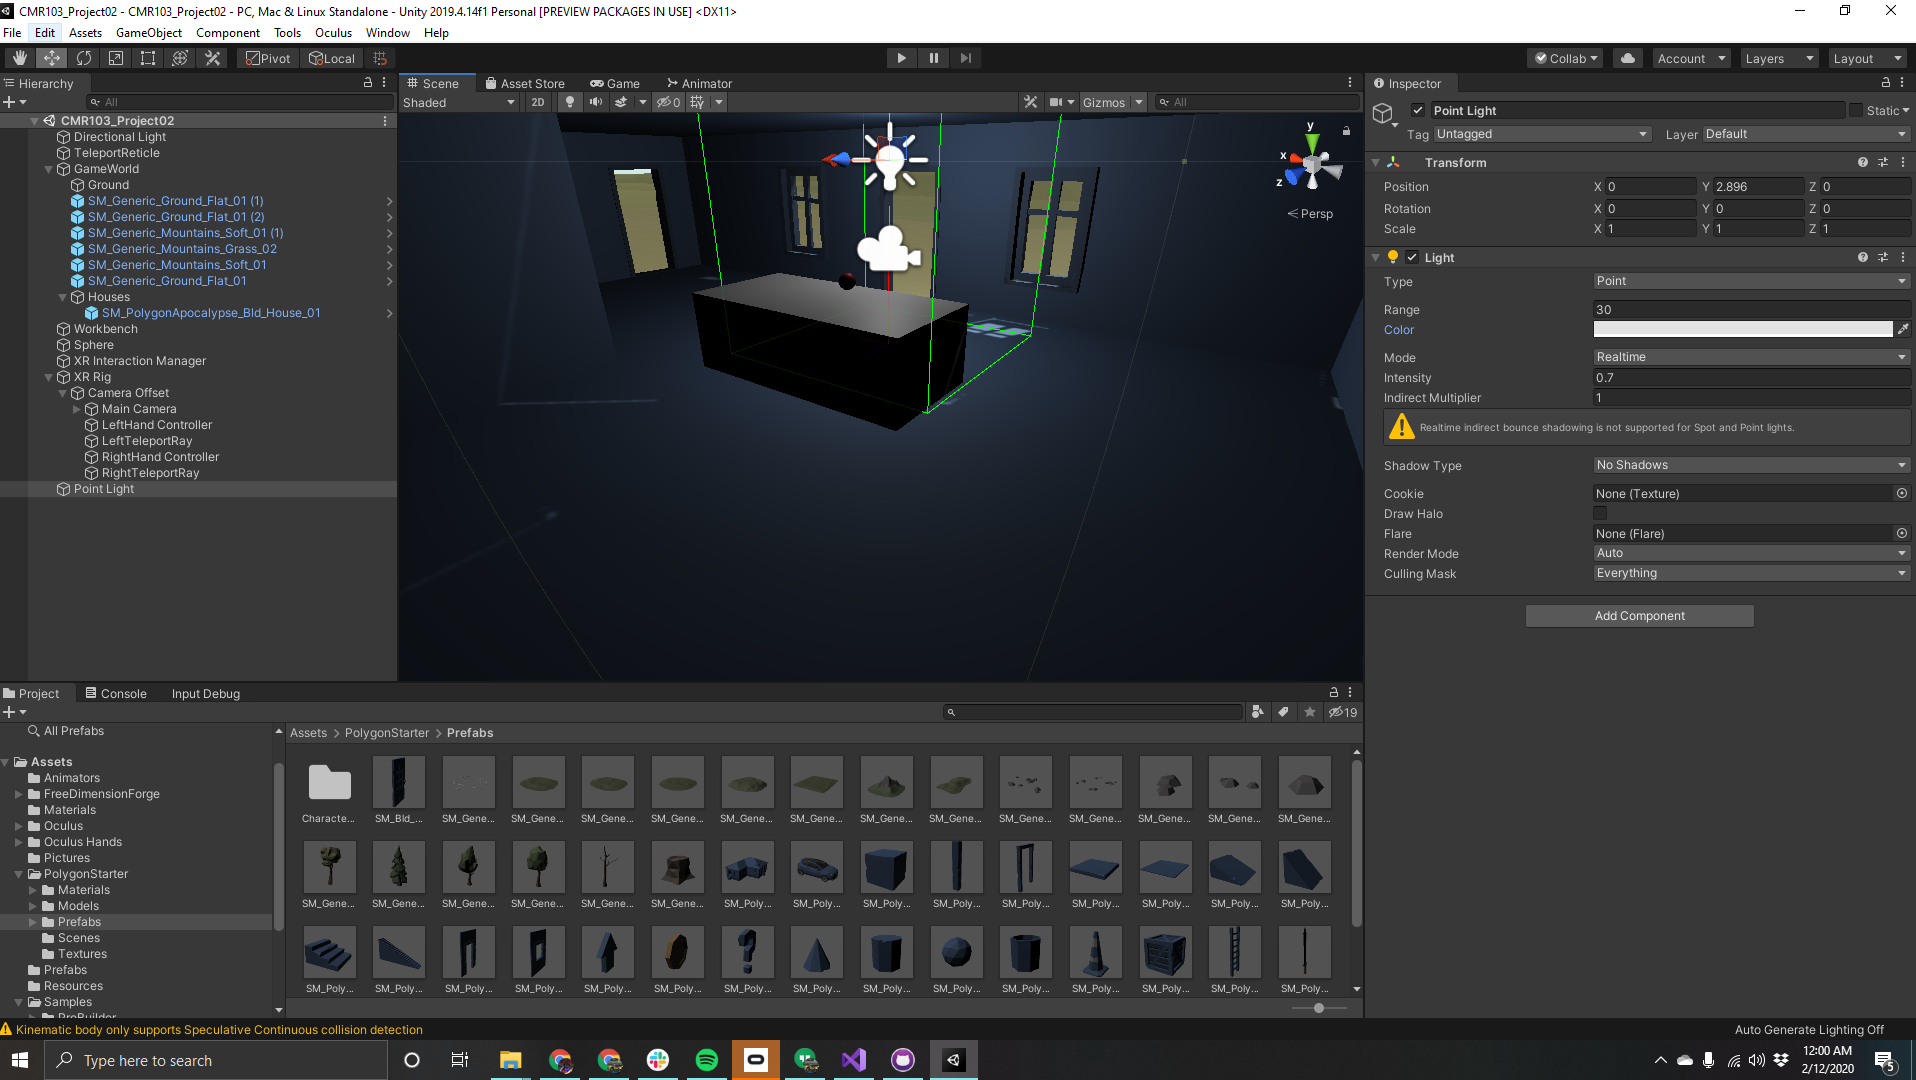 CMR103_Project02 - CMR103_Project02 - PC, Mac & Linux Standalone - Unity 2019.4.14f1 Personal [PREVIEW PACKAGES IN USE] <DX11>
File Edit Assets GameObject Component Tools Oculus Window Help
Pivot Local Collab Account Layers Layout
Hierarchy
All
CMR103_Project02
Directional Light
TeleportReticle
GameWorld
Ground
SM_Generic_Ground_Flat_01 (1)
SM_Generic_Ground_Flat_01 (2)
SM_Generic_Mountains_Soft_01 (1)
SM_Generic_Mountains_Grass_02
SM_Generic_Mountains_Soft_01
SM_Generic_Ground_Flat_01
Houses
SM_PolygonApocalypse_Bld_House_01
Workbench
Sphere
XR Interaction Manager
XR Rig
Camera Offset
Main Camera
LeftHand Controller
LeftTeleportRay
RightHand Controller
RightTeleportRay
Point Light
Scene Asset Store Game Animator
Shaded 2D 0 Gizmos All
y
x
z
Persp
Inspector
Point Light Static
Tag Untagged Layer Default
Transform
Position X 0 Y 2.896 Z 0
Rotation X 0 Y 0 Z 0
Scale X 1 Y 1 Z 1
Light
Type Point
Range 30
Color
Mode Realtime
Intensity 0.7
Indirect Multiplier 1
Realtime indirect bounce shadowing is not supported for Spot and Point lights.
Shadow Type No Shadows
Cookie None (Texture)
Draw Halo
Flare None (Flare)
Render Mode Auto
Culling Mask Everything
Add Component
Project Console Input Debug
19
All Prefabs
Assets
Animators
FreeDimensionForge
Materials
Oculus
Oculus Hands
Pictures
PolygonStarter
Materials
Models
Prefabs
Scenes
Textures
Prefabs
Resources
Samples
ProBuilder
Assets > PolygonStarter > Prefabs
Characte... SM_Bld_... SM_Gene... SM_Gene... SM_Gene... SM_Gene... SM_Gene... SM_Gene... SM_Gene... SM_Gene... SM_Gene... SM_Gene... SM_Gene... SM_Gene... SM_Gene...
SM_Gene... SM_Gene... SM_Gene... SM_Gene... SM_Gene... SM_Gene... SM_Poly... SM_Poly... SM_Poly... SM_Poly... SM_Poly... SM_Poly... SM_Poly... SM_Poly... SM_Poly...
SM_Poly... SM_Poly... SM_Poly... SM_Poly... SM_Poly... SM_Poly... SM_Poly... SM_Poly... SM_Poly... SM_Poly... SM_Poly... SM_Poly... SM_Poly... SM_Poly... SM_Poly...
Kinematic body only supports Speculative Continuous collision detection
Auto Generate Lighting Off
Type here to search
12:00 AM
2/12/2020
5